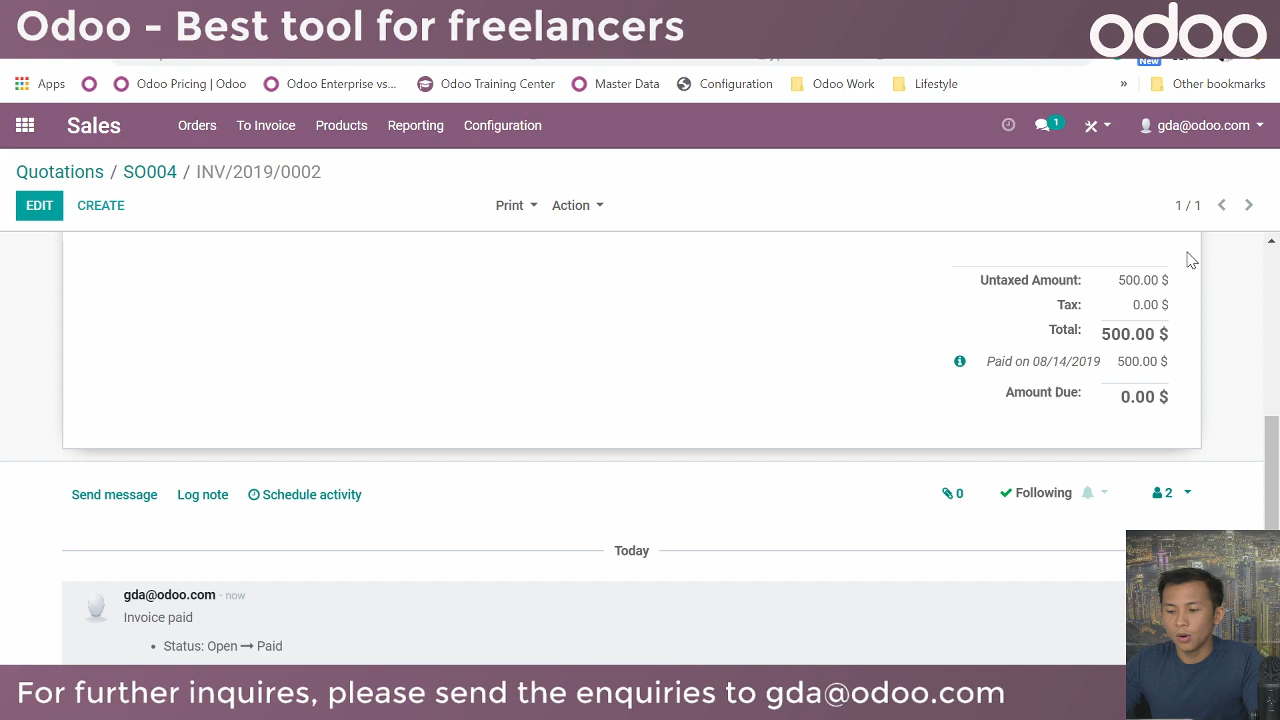 Odoo - Best tool for freelancers
odoo
New
Apps
Odoo Pricing | Odoo
Odoo Enterprise vs...
Odoo Training Center
Master Data
Configuration
Odoo Work
Lifestyle
»
Other bookmarks
Sales
Orders
To Invoice
Products
Reporting
Configuration
1
gda@odoo.com
Quotations / SO004 / INV/2019/0002
EDIT
CREATE
Print
Action
1 / 1
Untaxed Amount: 500.00 $
Tax: 0.00 $
Total: 500.00 $
Paid on 08/14/2019 500.00 $
Amount Due: 0.00 $
Send message
Log note
Schedule activity
0
Following
2
Today
gda@odoo.com - now
Invoice paid
• Status: Open → Paid
For further inquires, please send the enquiries to gda@odoo.com